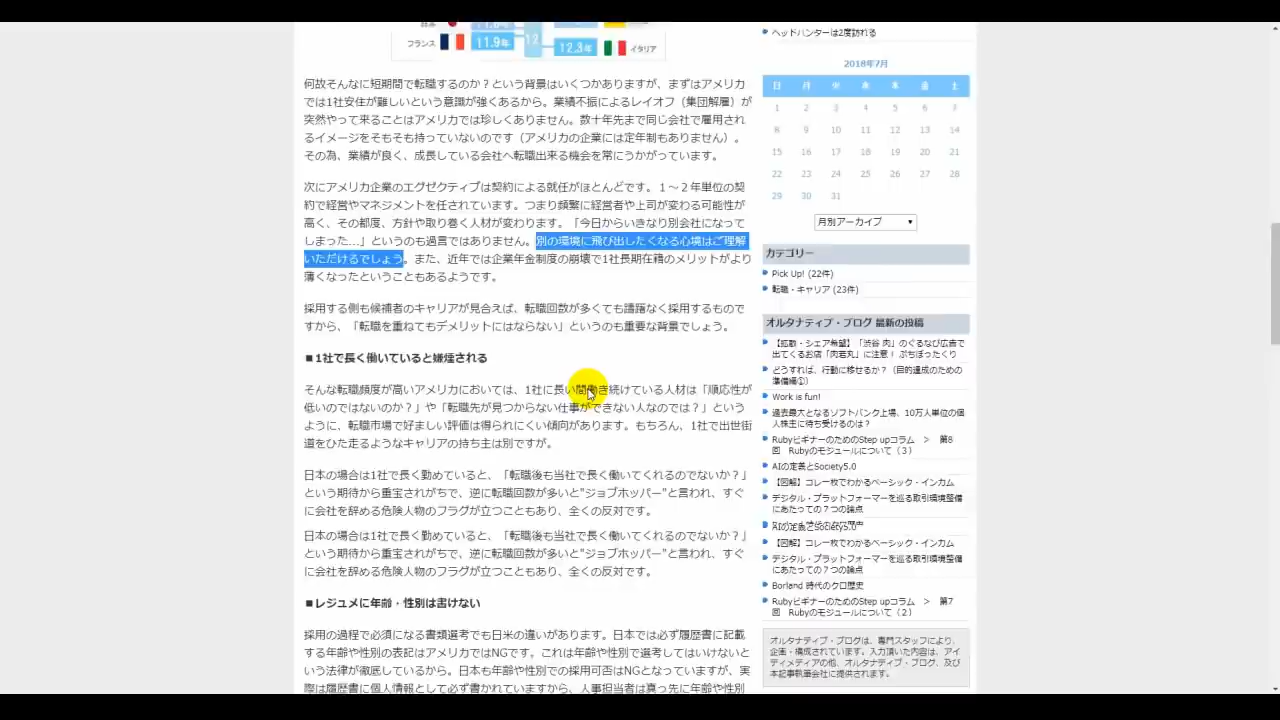 フランス 11.9年 12 12.3年 イタリア
何故そんなに短期間で転職するのか？という背景はいくつかありますが、まずはアメリカ
では1社安住が難しいという意識が強くあるから。業績不振によるレイオフ（集団解雇）が
突然やって来ることはアメリカでは珍しくありません。数十年先まで同じ会社で雇用され
るイメージをそもそも持っていないのです（アメリカの企業には定年制もありません）。
その為、業績が良く、成長している会社へ転職出来る機会を常にうかがっています。
次にアメリカ企業のエグゼクティブは契約による就任がほとんどです。１～２年単位の契
約で経営やマネジメントを任されています。つまり頻繁に経営者や上司が変わる可能性が
高く、その都度、方針や取り巻く人材が変わります。「今日からいきなり別会社になって
しまった…」というのも過言ではありません。別の環境に飛び出したくなる心境はご理解
いただけるでしょう。また、近年では企業年金制度の崩壊で1社長期在籍のメリットがより
薄くなったということもあるようです。
採用する側も候補者のキャリアが見合えば、転職回数が多くても躊躇なく採用するもので
すから、「転職を重ねてもデメリットにはならない」というのも重要な背景でしょう。
■1社で長く働いていると嫌煙される
そんな転職頻度が高いアメリカにおいては、1社に長い間働き続けている人材は「順応性が
低いのではないのか？」や「転職先が見つからない仕事ができない人なのでは？」という
ように、転職市場で好ましい評価は得られにくい傾向があります。もちろん、1社で出世街
道をひた走るようなキャリアの持ち主は別ですが。
日本の場合は1社で長く勤めていると、「転職後も当社で長く働いてくれるのでないか？」
という期待から重宝されがちで、逆に転職回数が多いと"ジョブホッパー"と言われ、すぐ
に会社を辞める危険人物のフラグが立つこともあり、全くの反対です。
日本の場合は1社で長く勤めていると、「転職後も当社で長く働いてくれるのでないか？」
という期待から重宝されがちで、逆に転職回数が多いと"ジョブホッパー"と言われ、すぐ
に会社を辞める危険人物のフラグが立つこともあり、全くの反対です。
■レジュメに年齢・性別は書けない
採用の過程で必須になる書類選考でも日米の違いがあります。日本では必ず履歴書に記載
する年齢や性別の表記はアメリカではNGです。これは年齢や性別で選考してはいけないと
いう法律が徹底しているから。日本も年齢や性別での採用可否はNGとなっていますが、実
際は履歴書に個人情報として必ず書かれていますから、人事担当者は真っ先に年齢や性別
ヘッドハンターは2度訪れる
2018年7月
日 月 火 水 木 金 土
1 2 3 4 5 6 7
8 9 10 11 12 13 14
15 16 17 18 19 20 21
22 23 24 25 26 27 28
29 30 31
月別アーカイブ
カテゴリー
Pick Up! (22件)
転職・キャリア (23件)
オルタナティブ・ブログ 最新の投稿
【拡散・シェア希望】「渋谷 肉」のぐるなび広告で
出てくるお店「肉若丸」に注意！ ぷちぼったくり
どうすれば、行動に移せるか？（目的達成のための
準備編①）
Work is fun!
過去最大となるソフトバンク上場、10万人単位の個
人株主に待ち受けるのは？
RubyビギナーのためのStep upコラム ＞ 第8
回 Rubyのモジュールについて（３）
AIの定義とSociety5.0
【図解】コレ一枚でわかるベーシック・インカム
デジタル・プラットフォーマーを巡る取引環境整備
にあたっての７つの論点
AIの定義とSociety5.0
【図解】コレ一枚でわかるベーシック・インカム
デジタル・プラットフォーマーを巡る取引環境整備
にあたっての７つの論点
Borland 時代のクロ歴史
RubyビギナーのためのStep upコラム ＞ 第7
回 Rubyのモジュールについて（２）
オルタナティブ・ブログは、専門スタッフにより、
企画・構成されています。入力頂いた内容は、アイ
ティメディアの他、オルタナティブ・ブログ、及び
本記事執筆会社に提供されます。